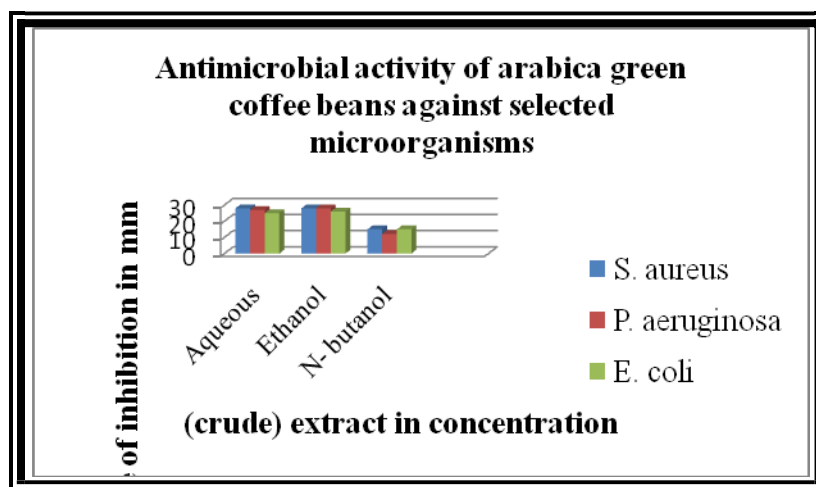 Antimicrobial activity of arabica green
coffee beans against selected
microorganisms
of inhibition in mm
30
20
10
0
Aqueous
Ethanol
N- butanol
S. aureus
P. aeruginosa
E. coli
(crude) extract in concentration